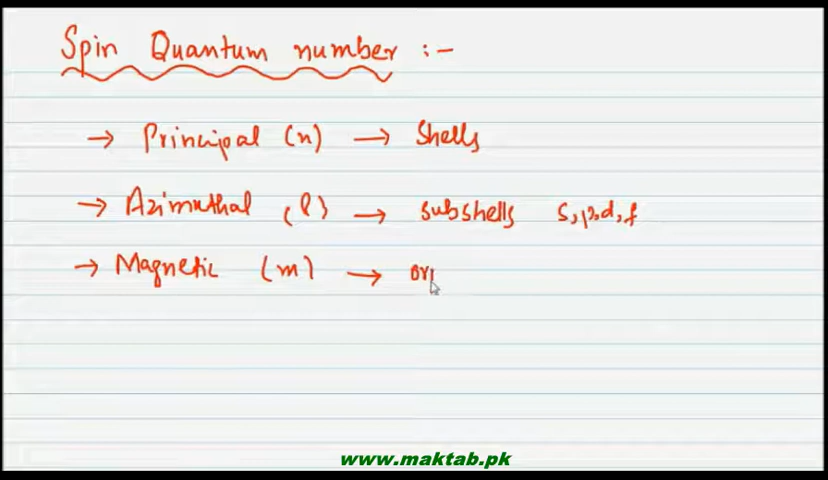 Spin Quantum number :-
→ Principal (n) → Shells
→ Azimuthal (l) → subshells s,p,d,f
→ Magnetic (m) → or
www.maktab.pk